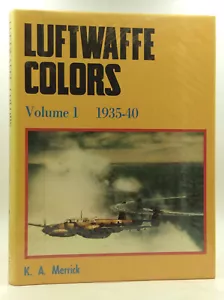 LUFTWAFFE
COLORS
Volume 1 1935-40
K. A. Merrick